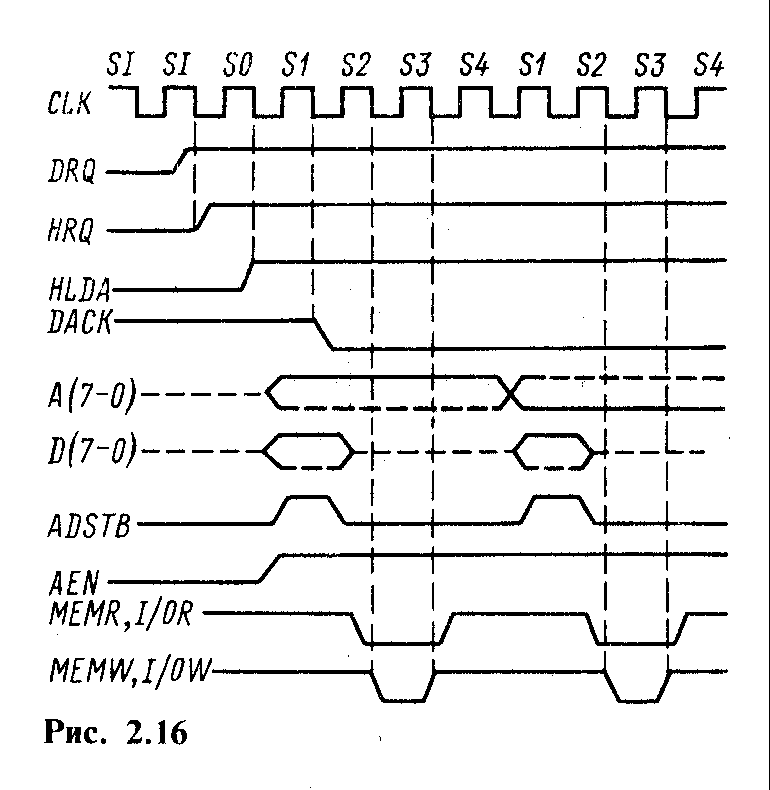 SI SI S0 S1 S2 S3 S4 S1 S2 S3 S4
CLK
DRQ
HRQ
HLDA
DACK
A(7-0)
D(7-0)
ADSTB
AEN
MEMR, I/OR
MEMW, I/OW
Рис. 2.16